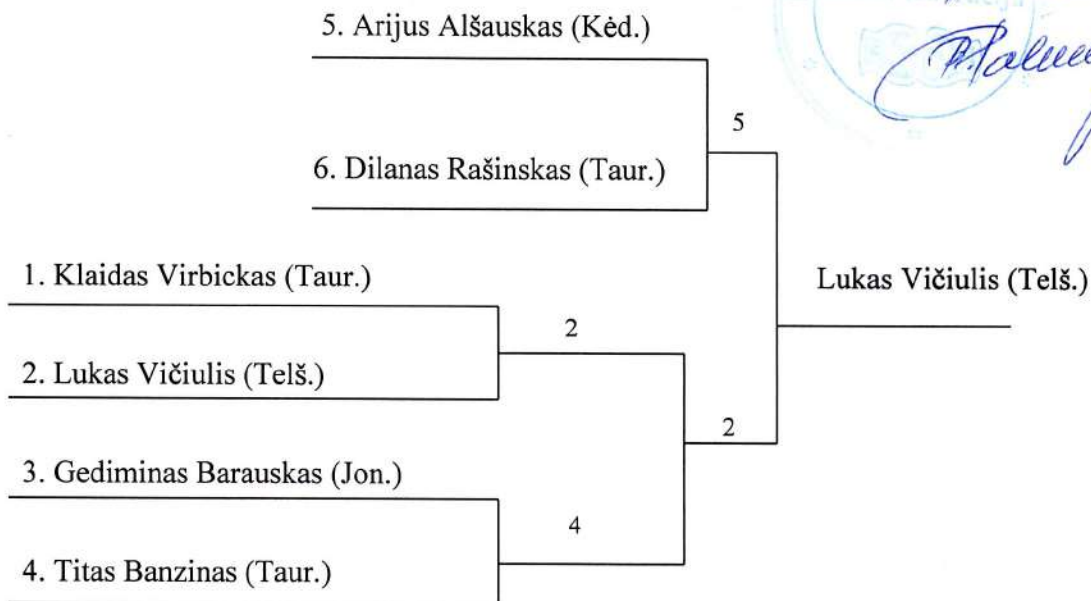 5. Arijus Alšauskas (Kėd.)
5
6. Dilanas Rašinskas (Taur.)
1. Klaidas Virbickas (Taur.)
Lukas Vičiulis (Telš.)
2
2. Lukas Vičiulis (Telš.)
2
3. Gediminas Barauskas (Jon.)
4
4. Titas Banzinas (Taur.)